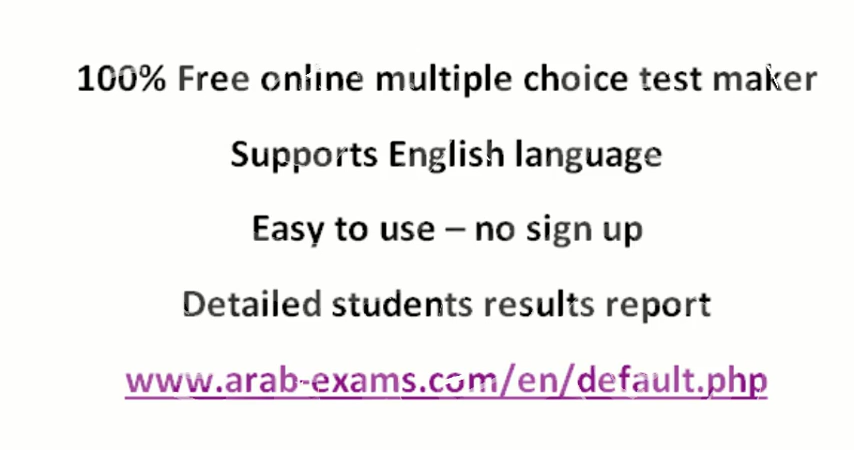 100% Free online multiple choice test maker
Supports English language
Easy to use – no sign up
Detailed students results report
www.arab-exams.com/en/default.php